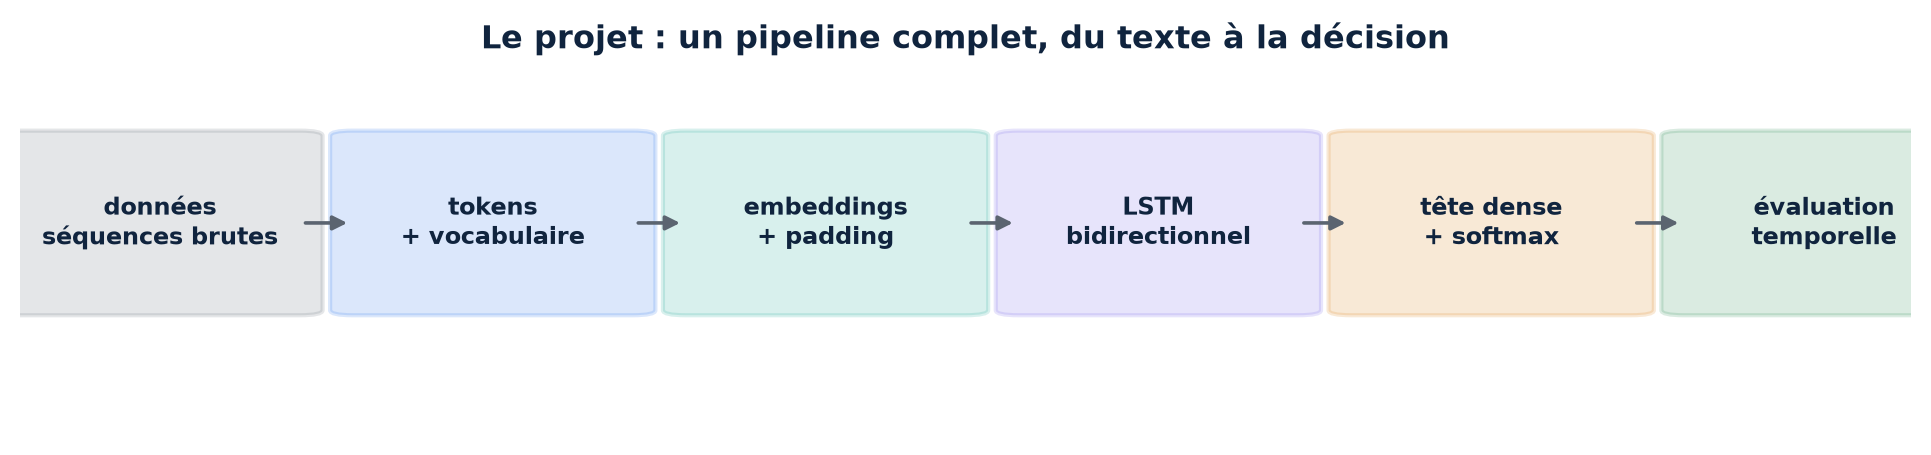 Le projet : un pipeline complet, du texte à la décision
données
séquences brutes
tokens
+ vocabulaire
embeddings
+ padding
LSTM
bidirectionnel
tête dense
+ softmax
évaluation
temporelle